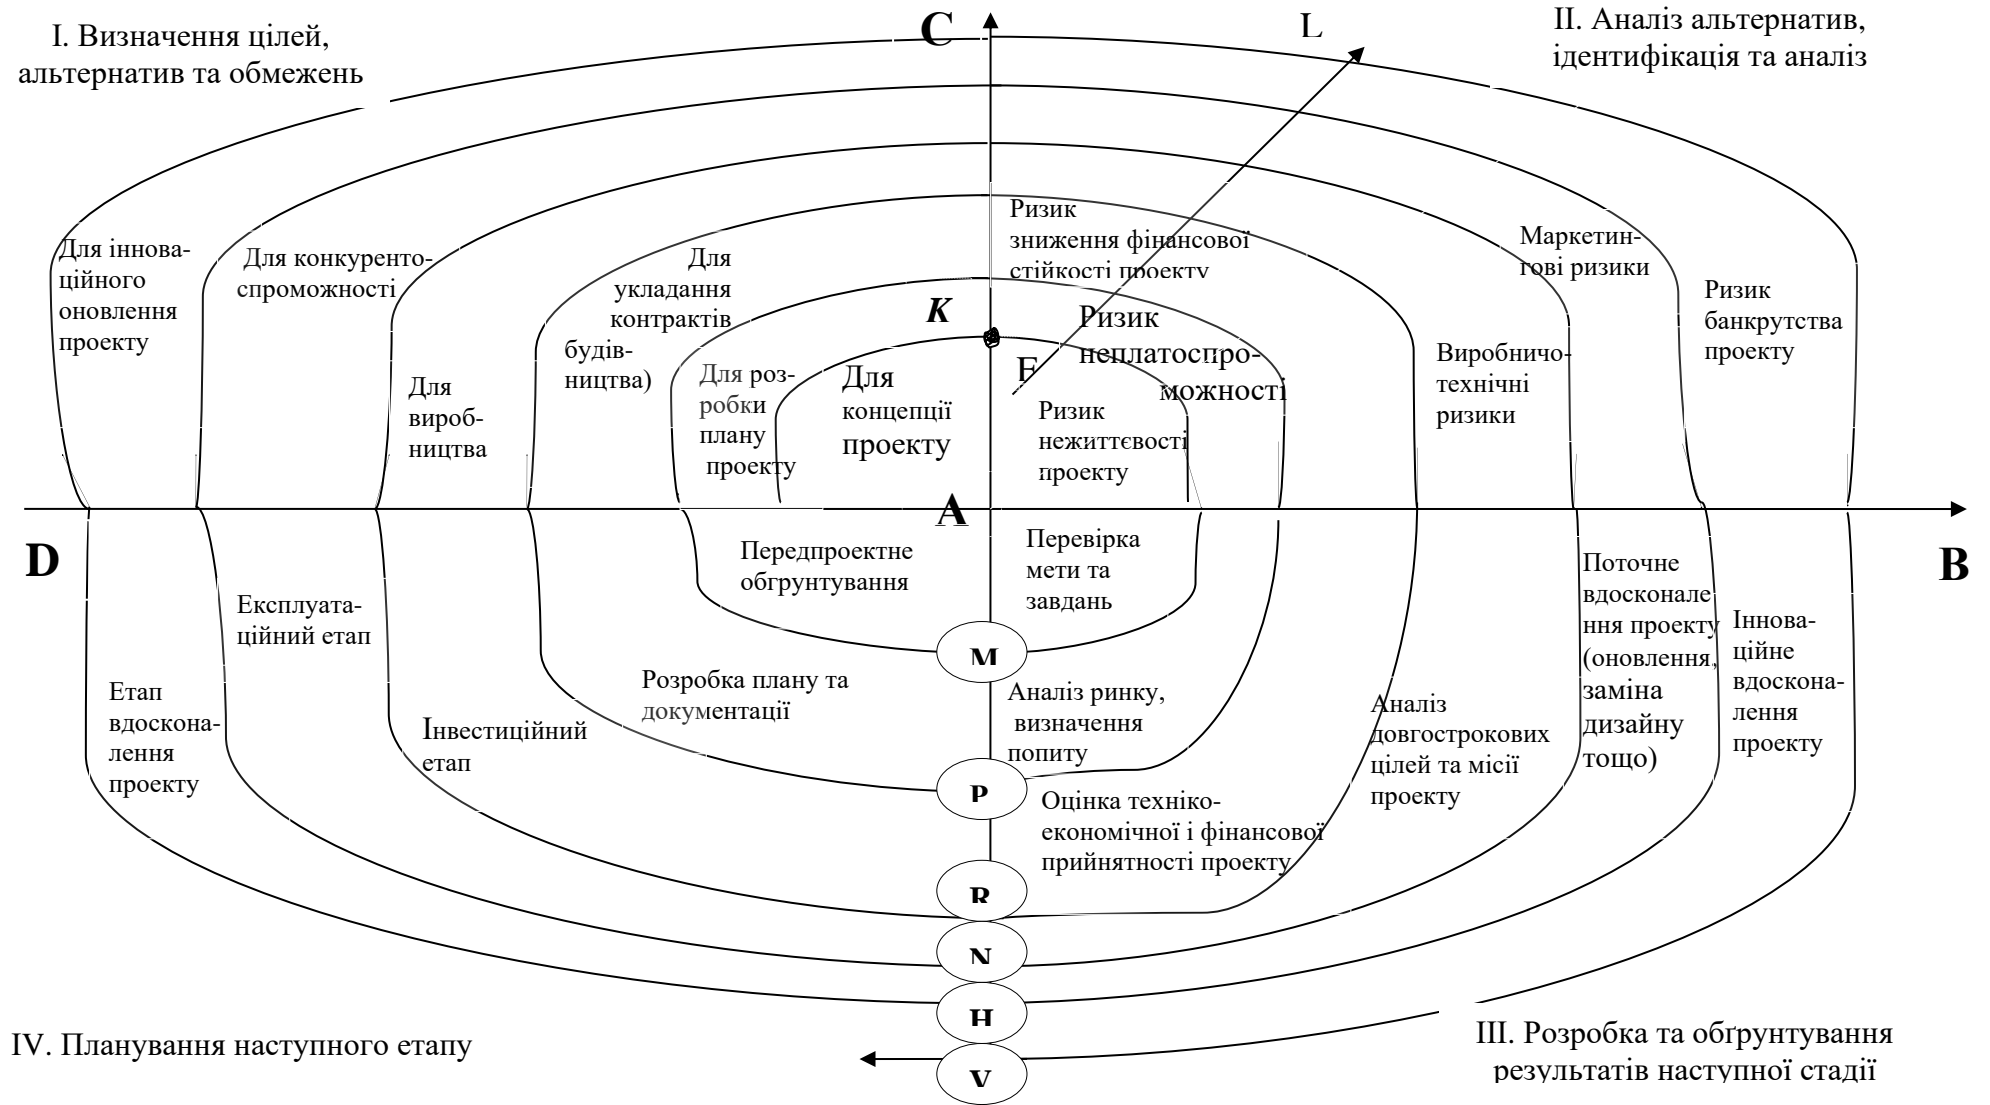 C
L
I. Визначення цілей,
альтернатив та обмежень
II. Аналіз альтернатив,
ідентифікація та аналіз
Для іннова-
ційного
оновлення
проекту
Для конкуренто-
спроможності
Для
вироб-
ництва
Для
укладання
контрактів
будів-
ництва)
Для роз-
робки
плану
проекту
Для
концепції
проекту
K
Ризик
зниження фінансової
стійкості проекту
Ризик
неплатоспро-
можності
E
Ризик
нежиттєвості
проекту
Маркетин-
гові ризики
Виробничо-
технічні
ризики
Ризик
банкрутства
проекту
A
D
B
Передпроектне
обгрунтування
Перевірка
мети та
завдань
Експлуата-
ційний етап
Етап
вдоскона-
лення
проекту
Інвестиційний
етап
Розробка плану та
документації
M
Аналіз ринку,
визначення
попиту
P
Оцінка техніко-
економічної і фінансової
прийнятності проекту
Аналіз
довгострокових
цілей та місії
проекту
Поточне
вдосконале
ння проекту
(оновлення,
заміна
дизайну
тощо)
Іннова-
ційне
вдоскона-
лення
проекту
R
N
H
V
IV. Планування наступного етапу
III. Розробка та обґрунтування
результатів наступної стадії